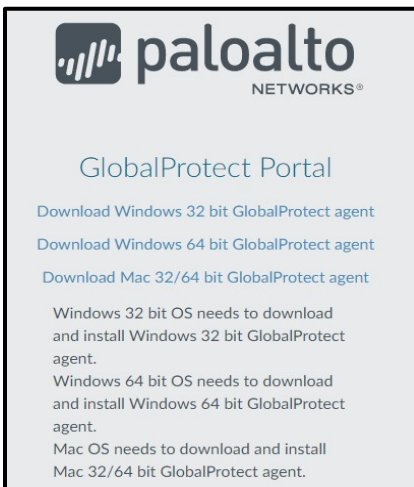 paloalto
NETWORKS®
GlobalProtect Portal
Download Windows 32 bit GlobalProtect agent
Download Windows 64 bit GlobalProtect agent
Download Mac 32/64 bit GlobalProtect agent
Windows 32 bit OS needs to download
and install Windows 32 bit GlobalProtect
agent.
Windows 64 bit OS needs to download
and install Windows 64 bit GlobalProtect
agent.
Mac OS needs to download and install
Mac 32/64 bit GlobalProtect agent.